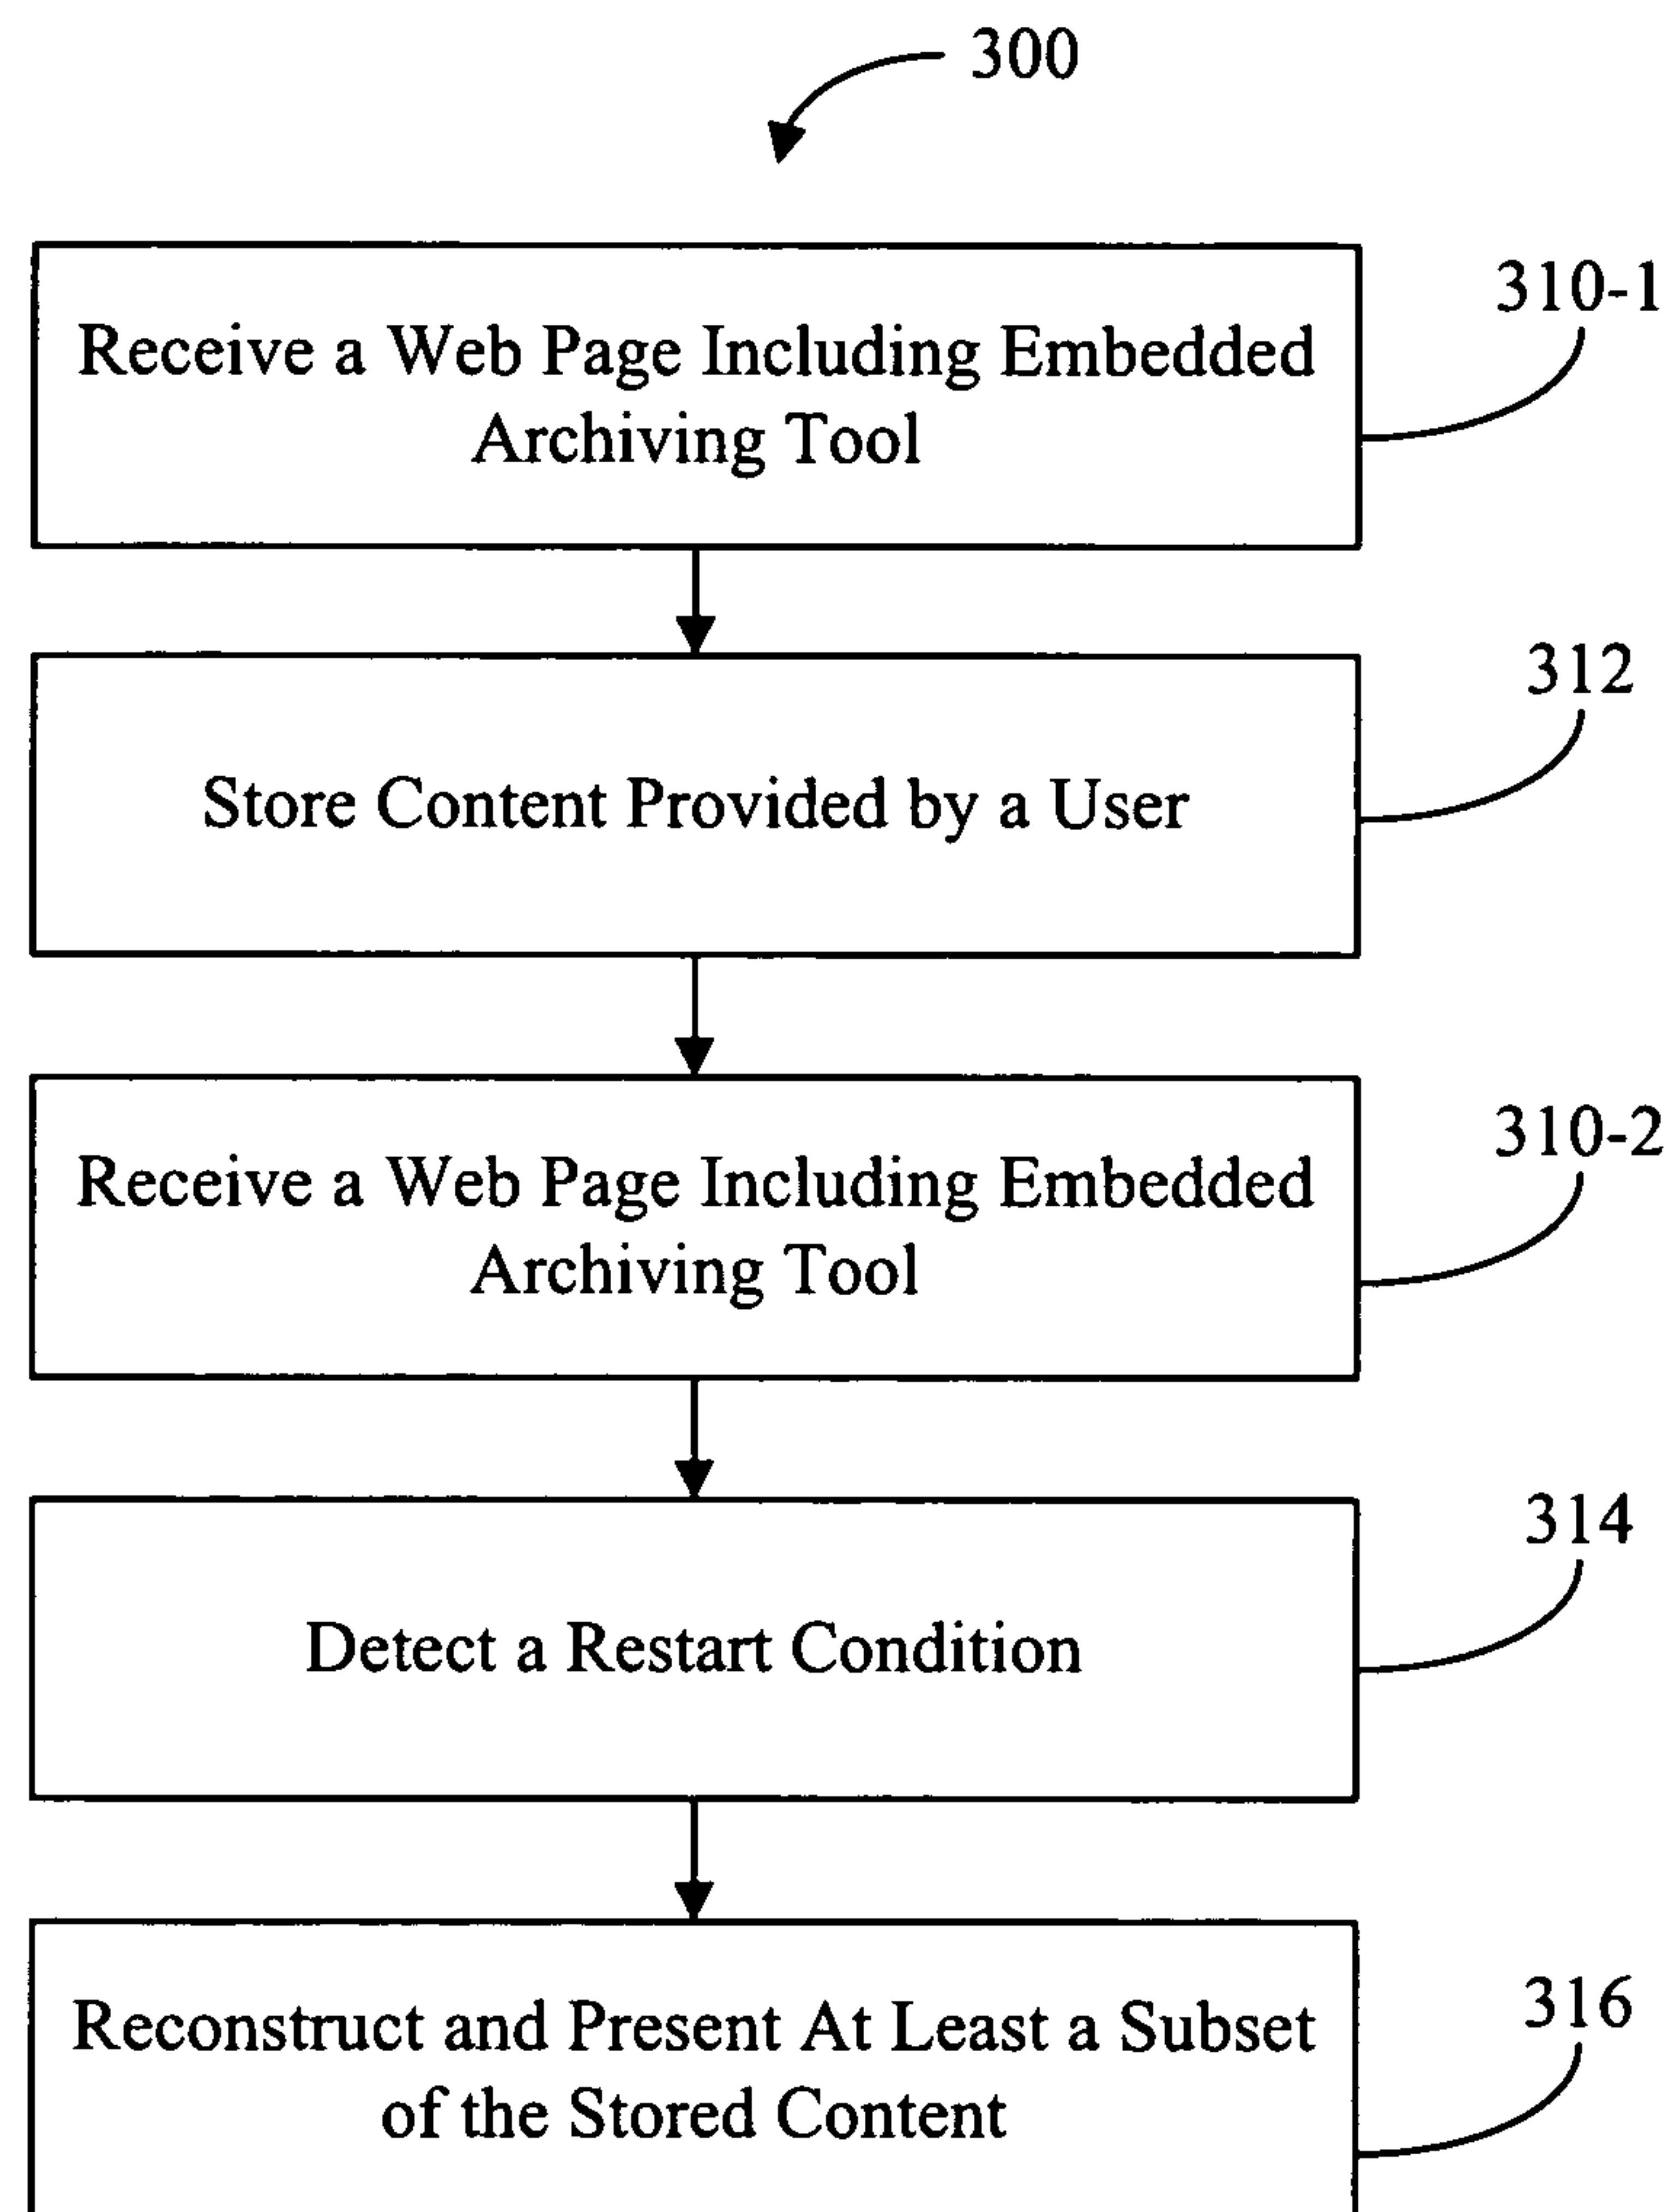 300
310-1
Receive a Web Page Including Embedded
Archiving Tool
312
Store Content Provided by a User
310-2
Receive a Web Page Including Embedded
Archiving Tool
314
Detect a Restart Condition
316
Reconstruct and Present At Least a Subset
of the Stored Content